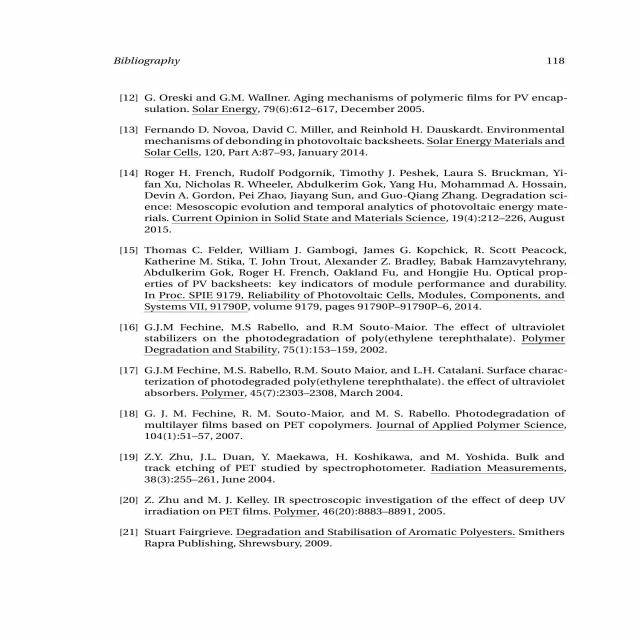 Bibliography 118
[12] G. Oreski and G.M. Wallner. Aging mechanisms of polymeric films for PV encap-
sulation. Solar Energy, 79(6):612–617, December 2005.
[13] Fernando D. Novoa, David C. Miller, and Reinhold H. Dauskardt. Environmental
mechanisms of debonding in photovoltaic backsheets. Solar Energy Materials and
Solar Cells, 120, Part A:87–93, January 2014.
[14] Roger H. French, Rudolf Podgornik, Timothy J. Peshek, Laura S. Bruckman, Yi-
fan Xu, Nicholas R. Wheeler, Abdulkerim Gok, Yang Hu, Mohammad A. Hossain,
Devin A. Gordon, Pei Zhao, Jiayang Sun, and Guo-Qiang Zhang. Degradation sci-
ence: Mesoscopic evolution and temporal analytics of photovoltaic energy mate-
rials. Current Opinion in Solid State and Materials Science, 19(4):212–226, August
2015.
[15] Thomas C. Felder, William J. Gambogi, James G. Kopchick, R. Scott Peacock,
Katherine M. Stika, T. John Trout, Alexander Z. Bradley, Babak Hamzavytehrany,
Abdulkerim Gok, Roger H. French, Oakland Fu, and Hongjie Hu. Optical prop-
erties of PV backsheets: key indicators of module performance and durability.
In Proc. SPIE 9179, Reliability of Photovoltaic Cells, Modules, Components, and
Systems VII, 91790P, volume 9179, pages 91790P–91790P–6, 2014.
[16] G.J.M Fechine, M.S Rabello, and R.M Souto-Maior. The effect of ultraviolet
stabilizers on the photodegradation of poly(ethylene terephthalate). Polymer
Degradation and Stability, 75(1):153–159, 2002.
[17] G.J.M Fechine, M.S. Rabello, R.M. Souto Maior, and L.H. Catalani. Surface charac-
terization of photodegraded poly(ethylene terephthalate). the effect of ultraviolet
absorbers. Polymer, 45(7):2303–2308, March 2004.
[18] G. J. M. Fechine, R. M. Souto-Maior, and M. S. Rabello. Photodegradation of
multilayer films based on PET copolymers. Journal of Applied Polymer Science,
104(1):51–57, 2007.
[19] Z.Y. Zhu, J.L. Duan, Y. Maekawa, H. Koshikawa, and M. Yoshida. Bulk and
track etching of PET studied by spectrophotometer. Radiation Measurements,
38(3):255–261, June 2004.
[20] Z. Zhu and M. J. Kelley. IR spectroscopic investigation of the effect of deep UV
irradiation on PET films. Polymer, 46(20):8883–8891, 2005.
[21] Stuart Fairgrieve. Degradation and Stabilisation of Aromatic Polyesters. Smithers
Rapra Publishing, Shrewsbury, 2009.